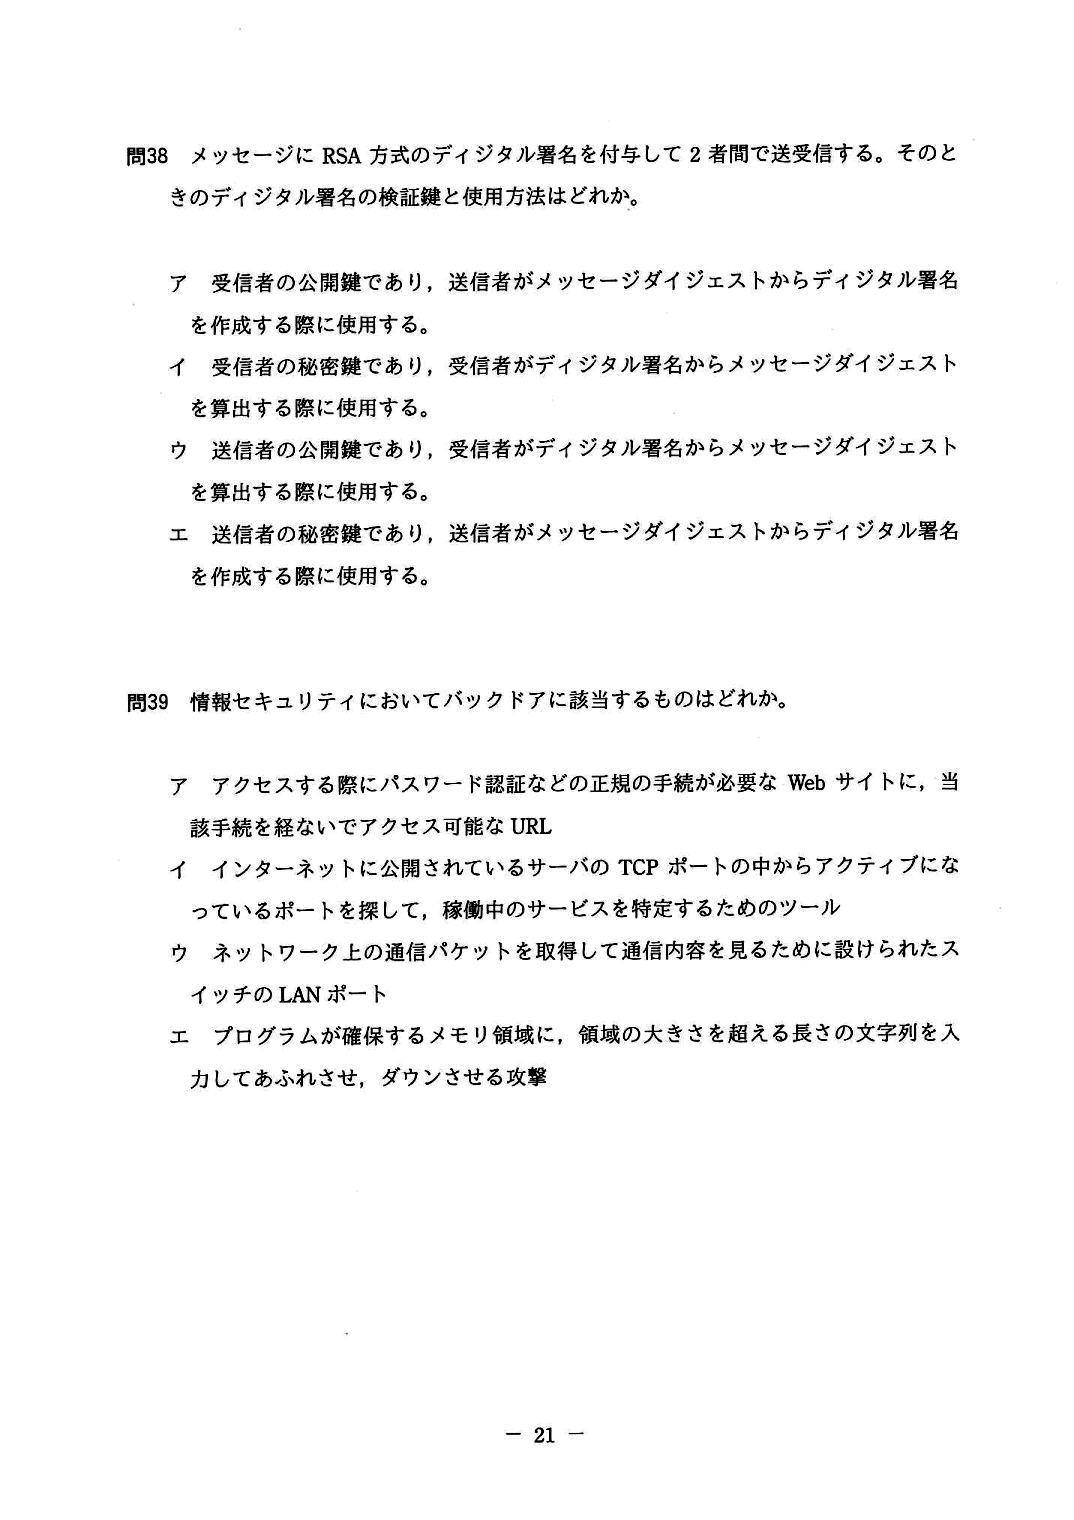 問38 メッセージに RSA 方式のディジタル署名を付与して 2 者間で送受信する。そのと
きのディジタル署名の検証鍵と使用方法はどれか。
ア 受信者の公開鍵であり，送信者がメッセージダイジェストからディジタル署名
を作成する際に使用する。
イ 受信者の秘密鍵であり，受信者がディジタル署名からメッセージダイジェスト
を算出する際に使用する。
ウ 送信者の公開鍵であり，受信者がディジタル署名からメッセージダイジェスト
を算出する際に使用する。
エ 送信者の秘密鍵であり，送信者がメッセージダイジェストからディジタル署名
を作成する際に使用する。
問39 情報セキュリティにおいてバックドアに該当するものはどれか。
ア アクセスする際にパスワード認証などの正規の手続が必要な Web サイトに，当
該手続を経ないでアクセス可能な URL
イ インターネットに公開されているサーバの TCP ポートの中からアクティブにな
っているポートを探して，稼働中のサービスを特定するためのツール
ウ ネットワーク上の通信パケットを取得して通信内容を見るために設けられたス
イッチの LAN ポート
エ プログラムが確保するメモリ領域に，領域の大きさを超える長さの文字列を入
力してあふれさせ，ダウンさせる攻撃
－ 21 －